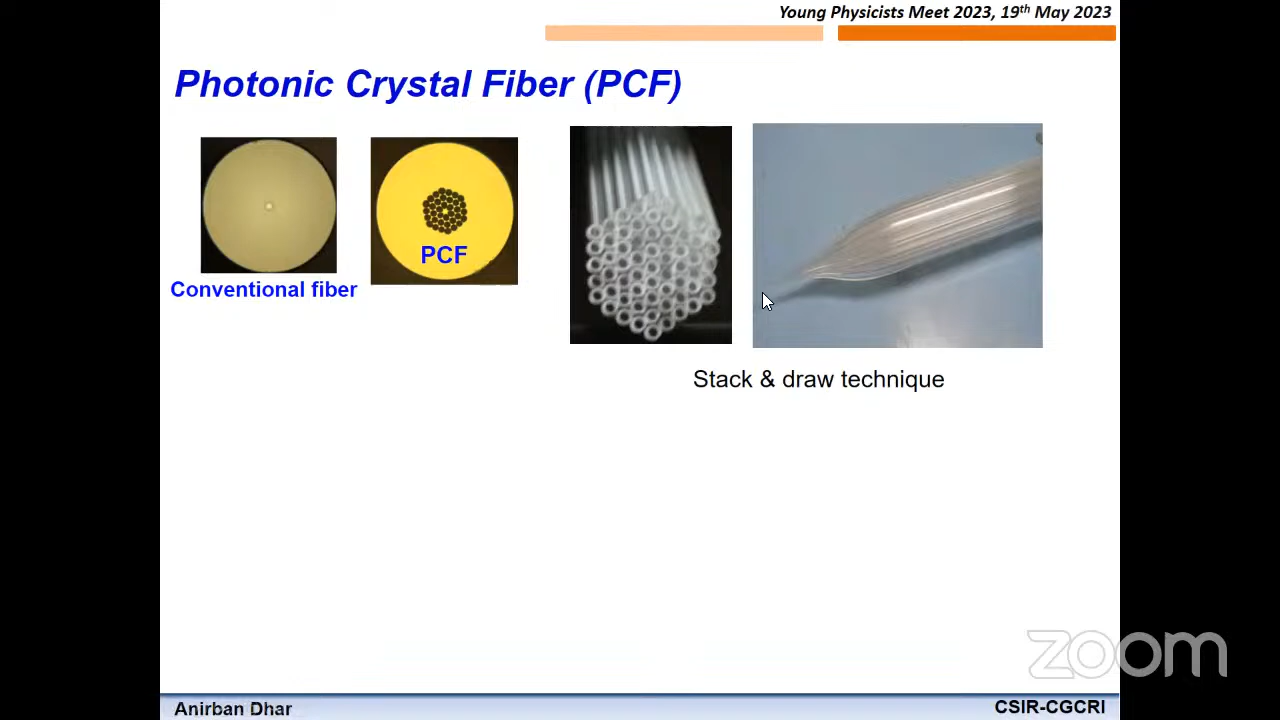 Young Physicists Meet 2023, 19th May 2023
Photonic Crystal Fiber (PCF)
PCF
Conventional fiber
Stack & draw technique
zoom
Anirban Dhar
CSIR-CGCRI